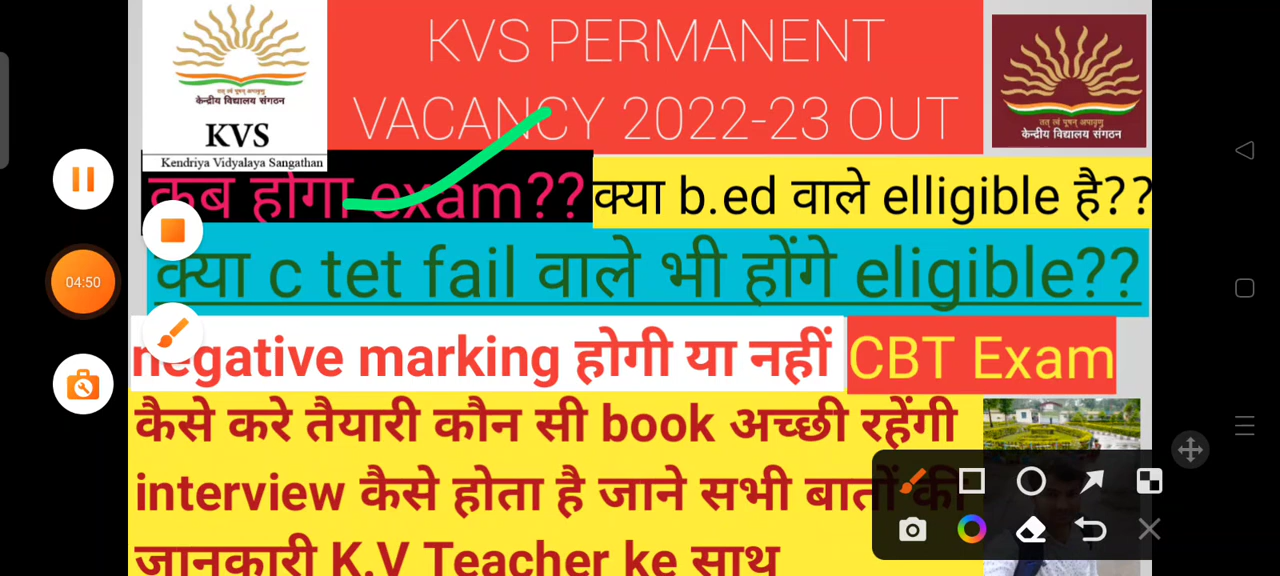 KVS PERMANENT
VACANCY 2022-23 OUT
तत् त्वं पूषन् अपावृणु
केन्द्रीय विद्यालय संगठन
KVS
Kendriya Vidyalaya Sangathan
तत् त्वं पूषन् अपावृणु
केन्द्रीय विद्यालय संगठन
कब होगा exam??
क्या b.ed वाले elligible है??
क्या c tet fail वाले भी होंगे eligible??
negative marking होगी या नहीं
CBT Exam
04:50
कैसे करे तैयारी कौन सी book अच्छी रहेंगी
interview कैसे होता है जाने सभी बातों की
जानकारी K.V Teacher ke साथ